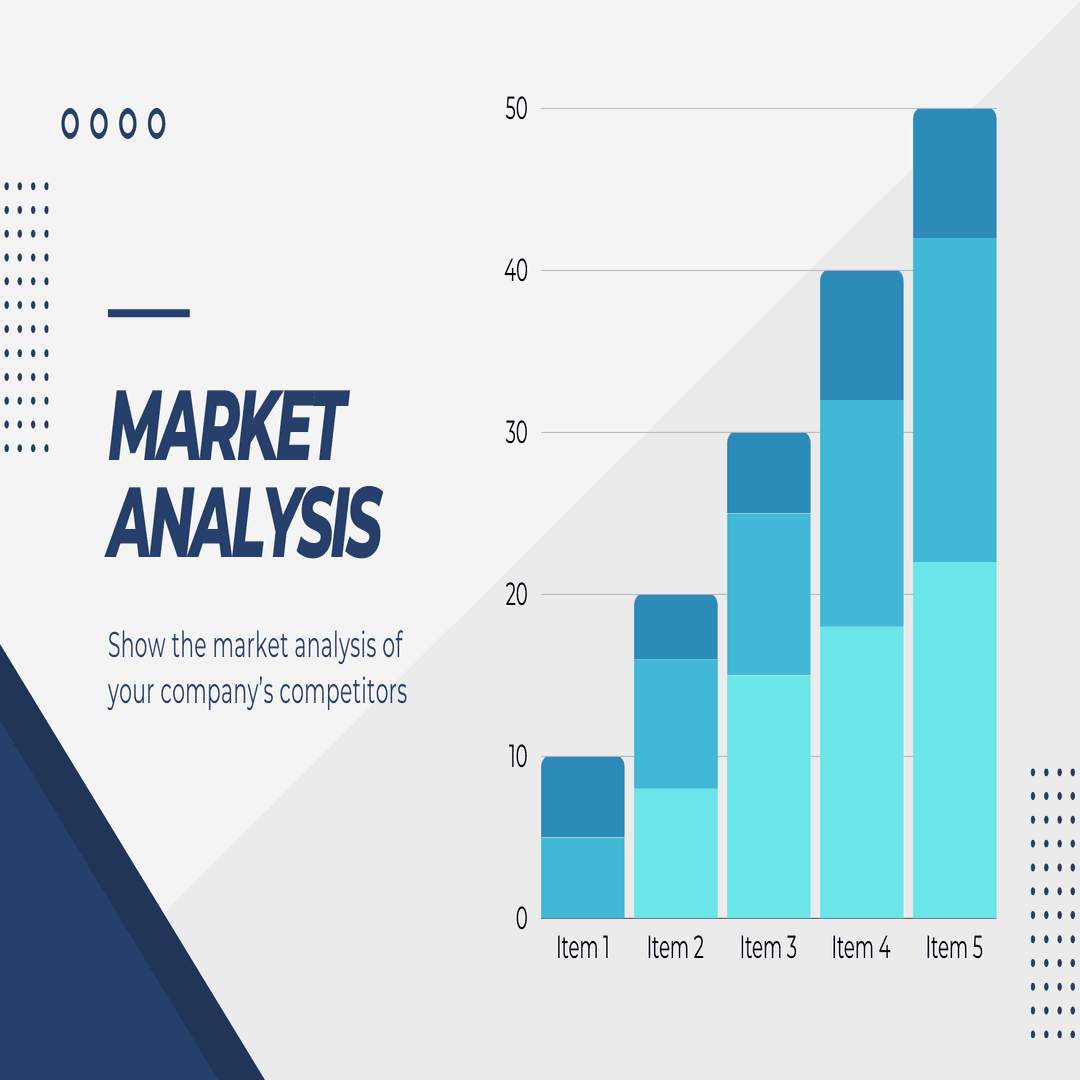 MARKET
ANALYSIS
Show the market analysis of
your company's competitors
50
40
30
20
10
0
Item 1 Item 2 Item 3 Item 4 Item 5